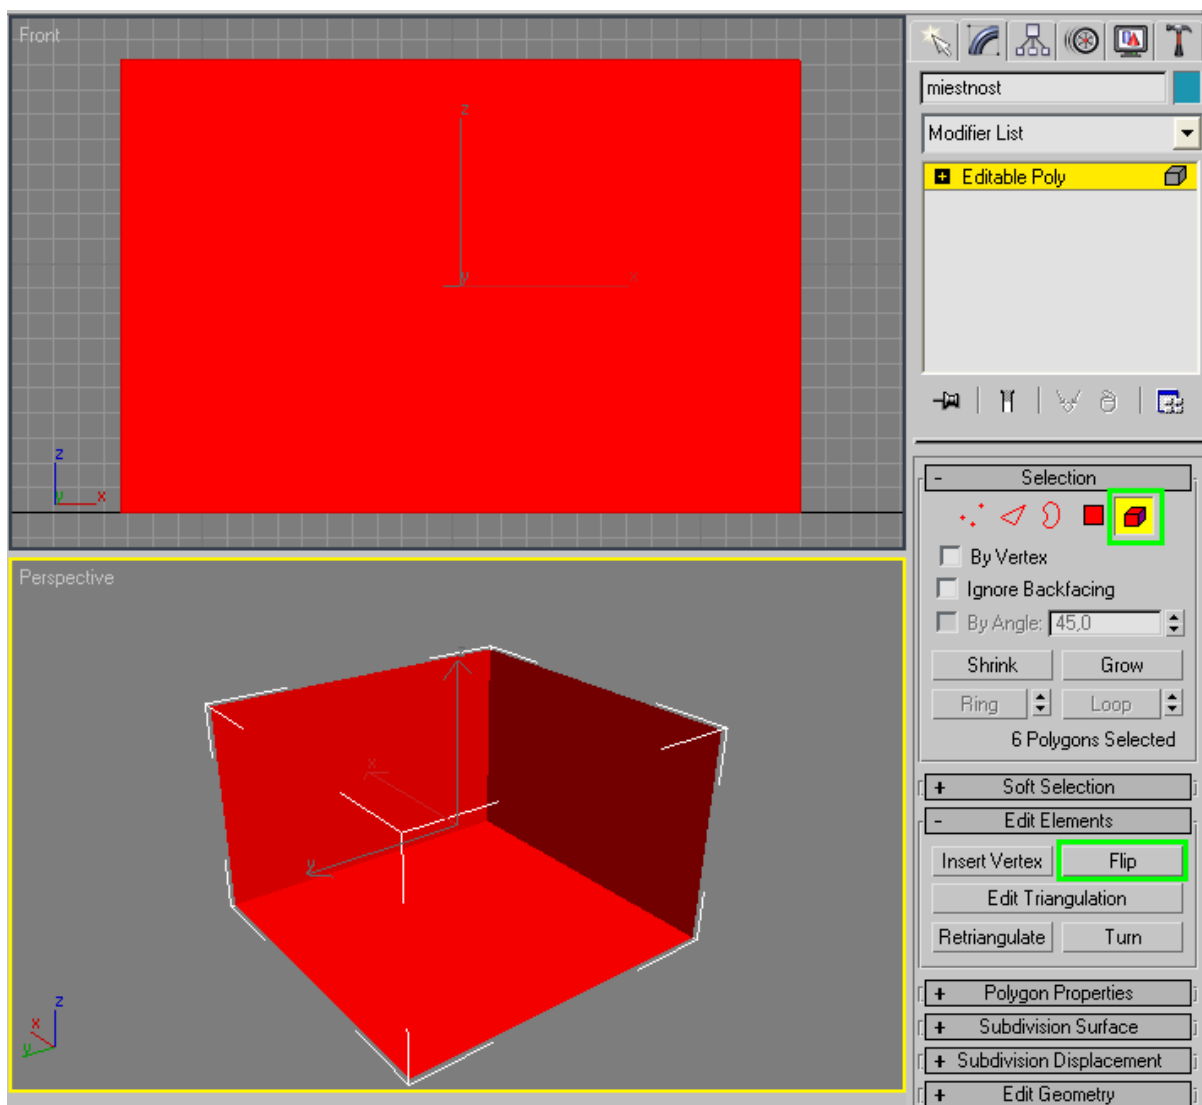 Front
z
y
x
z
y
x
Perspective
z
x
y
z
x
y
miestnost
Modifier List
Editable Poly
- Selection
By Vertex
Ignore Backfacing
By Angle: 45,0
Shrink Grow
Ring Loop
6 Polygons Selected
+ Soft Selection
- Edit Elements
Insert Vertex Flip
Edit Triangulation
Retriangulate Turn
+ Polygon Properties
+ Subdivision Surface
+ Subdivision Displacement
+ Edit Geometry